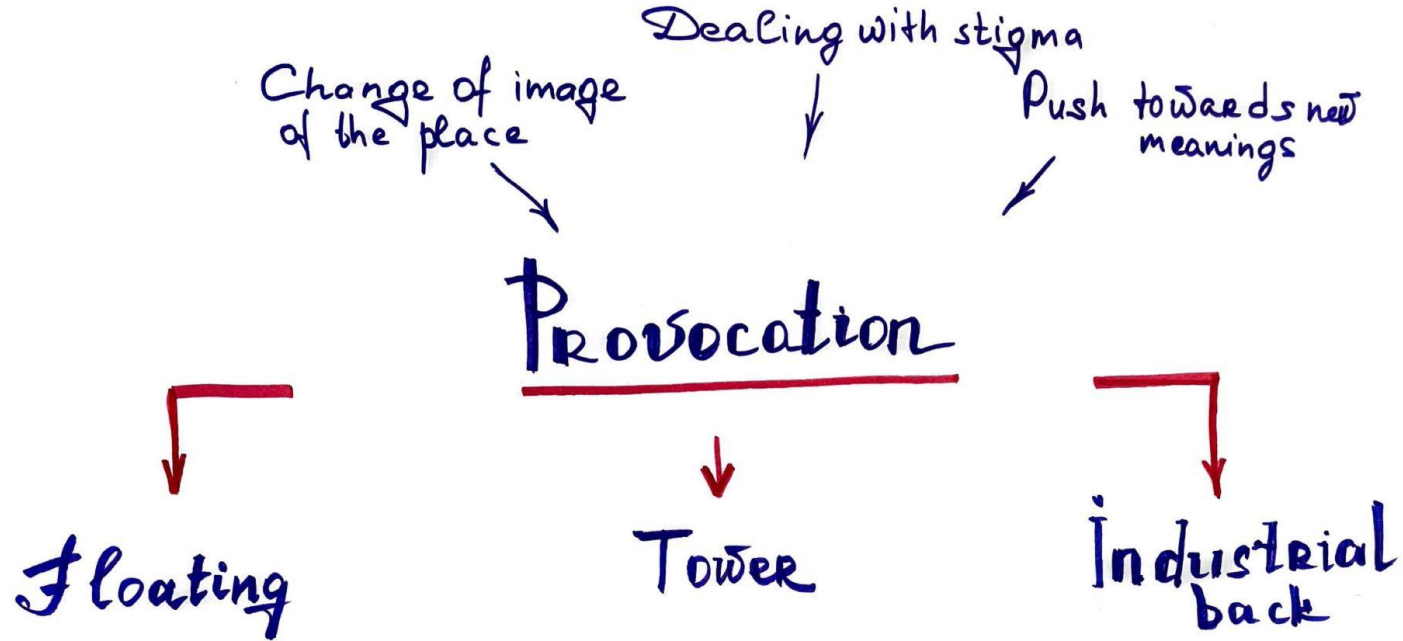 Dealing with stigma
Change of image
of the place
Push towards new
meanings
Provocation
Floating
Tower
Industrial
back